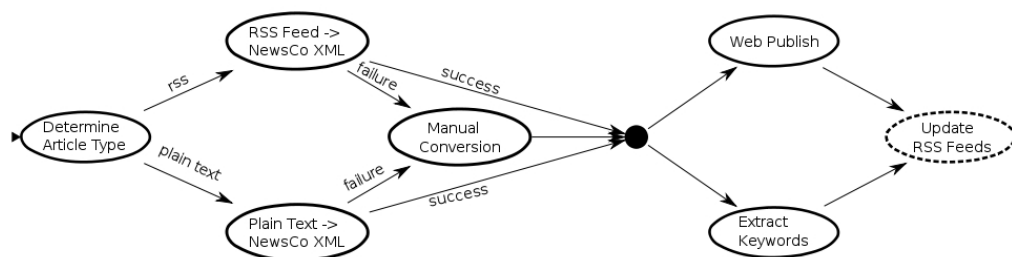 Determine
Article Type
rss
plain text
RSS Feed ->
NewsCo XML
Plain Text ->
NewsCo XML
failure
success
failure
success
Manual
Conversion
Web Publish
Extract
Keywords
Update
RSS Feeds